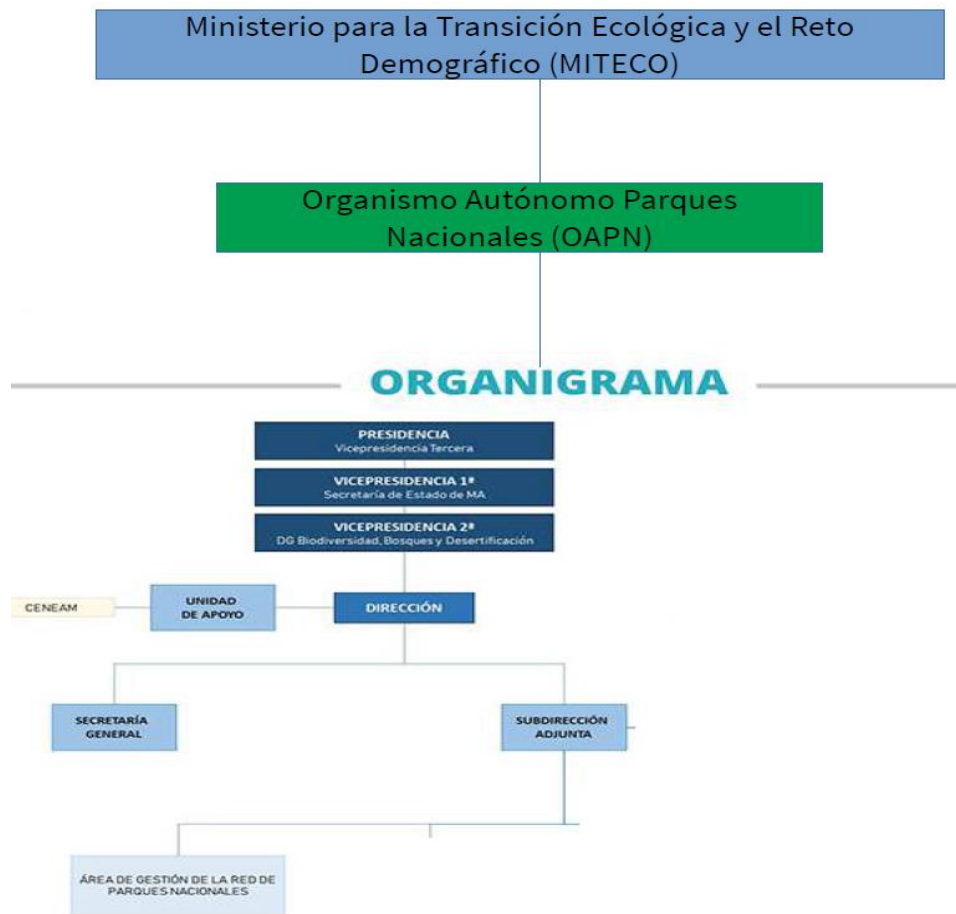 Ministerio para la Transición Ecológica y el Reto
Demográfico (MITECO)
Organismo Autónomo Parques
Nacionales (OAPN)
ORGANIGRAMA
PRESIDENCIA
Vicepresidencia Tercera
VICEPRESIDENCIA 1ª
Secretaría de Estado de MA
VICEPRESIDENCIA 2ª
DG Biodiversidad, Bosques y Desertificación
CENEAM
UNIDAD
DE APOYO
DIRECCIÓN
SECRETARÍA
GENERAL
SUBDIRECCIÓN
ADJUNTA
ÁREA DE GESTIÓN DE LA RED DE
PARQUES NACIONALES